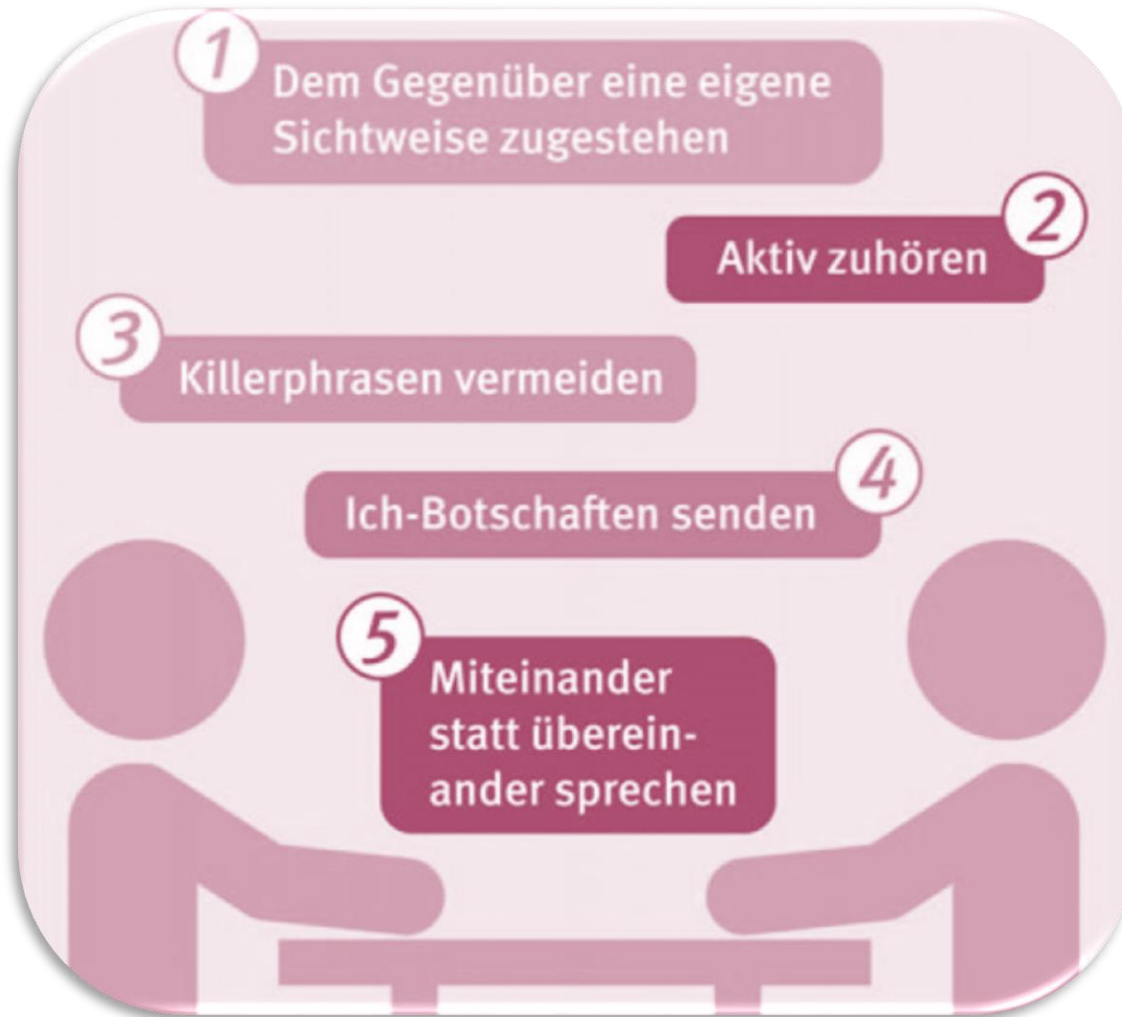 1
Dem Gegenüber eine eigene
Sichtweise zugestehen
2
Aktiv zuhören
3
Killerphrasen vermeiden
4
Ich-Botschaften senden
5
Miteinander
statt überein-
ander sprechen